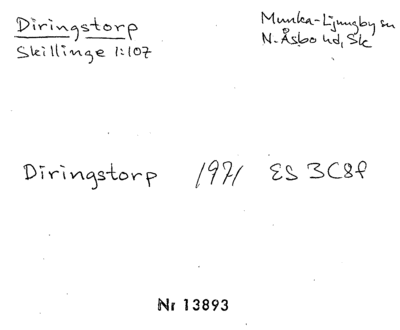 Diringstorp
Skillinge 1:107
Munka-Ljungby sn
N. Åsbo hd, Sk
Diringstorp 1971 ES 3C8f
Nr 13893